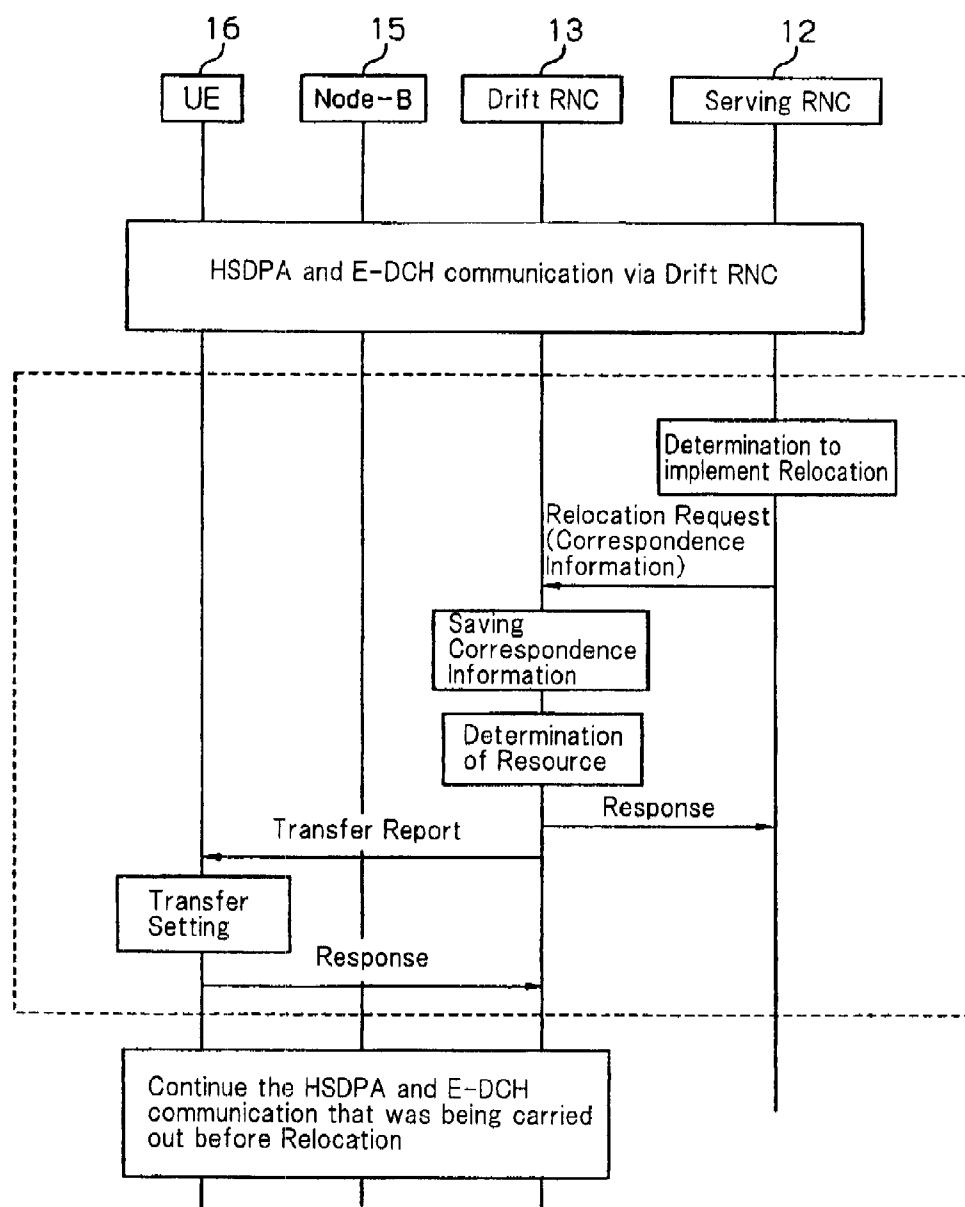 16
15
13
12
UE
Node-B
Drift RNC
Serving RNC
HSDPA and E-DCH communication via Drift RNC
Determination to
implement Relocation
Relocation Request
(Correspondence
Information)
Saving
Correspondence
Information
Determination
of Resource
Response
Transfer Report
Transfer
Setting
Response
Continue the HSDPA and E-DCH
communication that was being carried
out before Relocation